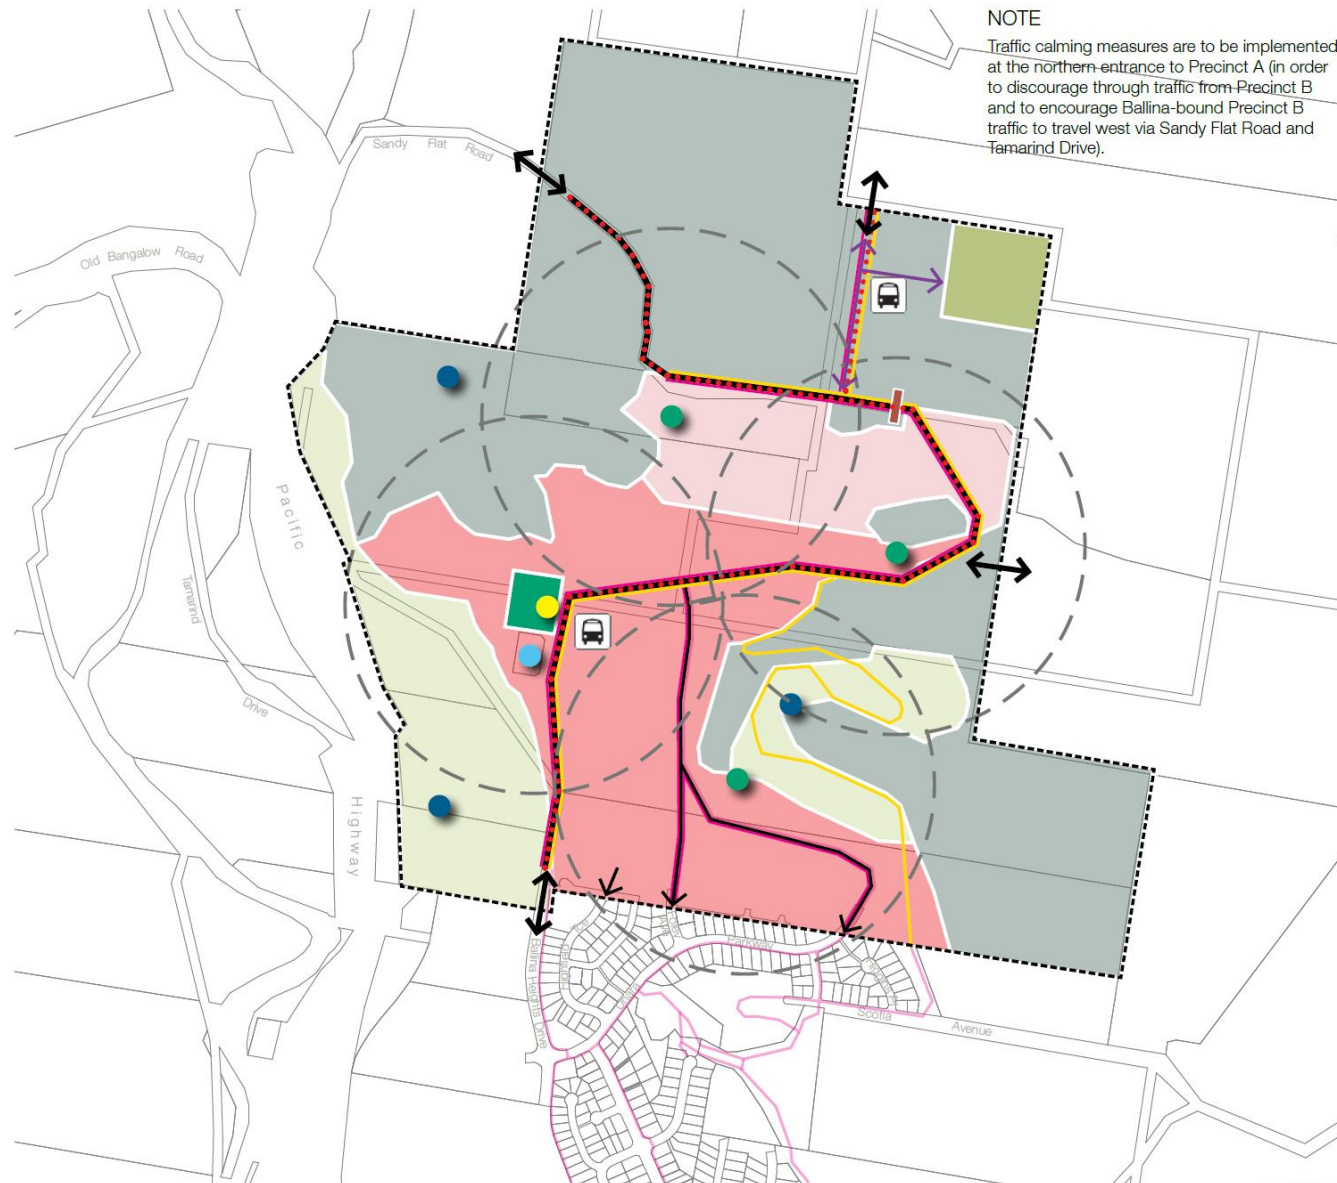 NOTE
Traffic calming measures are to be implemented
at the northern entrance to Precinct A (in order
to discourage through traffic from Precinct B
and to encourage Ballina-bound Precinct B
traffic to travel west via Sandy Flat Road and
Tamarind Drive).
Sandy Flat Road
Old Bangalow Road
Pacific
Tamarind
Drive
Highway
Parkway
Ballina Heights Drive
Highfield Tce
Scotia
Avenue